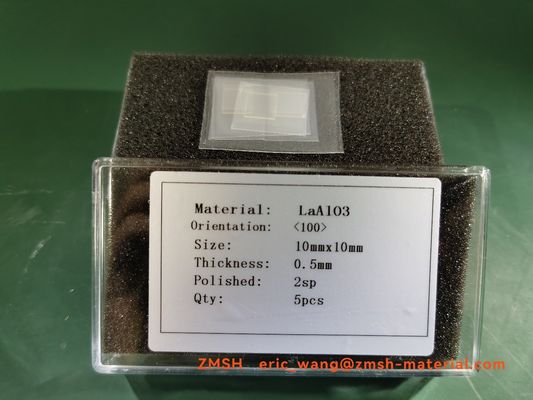 Material: LaAlO3
Orientation: <100>
Size: 10mmx10mm
Thickness: 0.5mm
Polished: 2sp
Qty: 5pcs
ZMSH eric_wang@zmsh-material.com